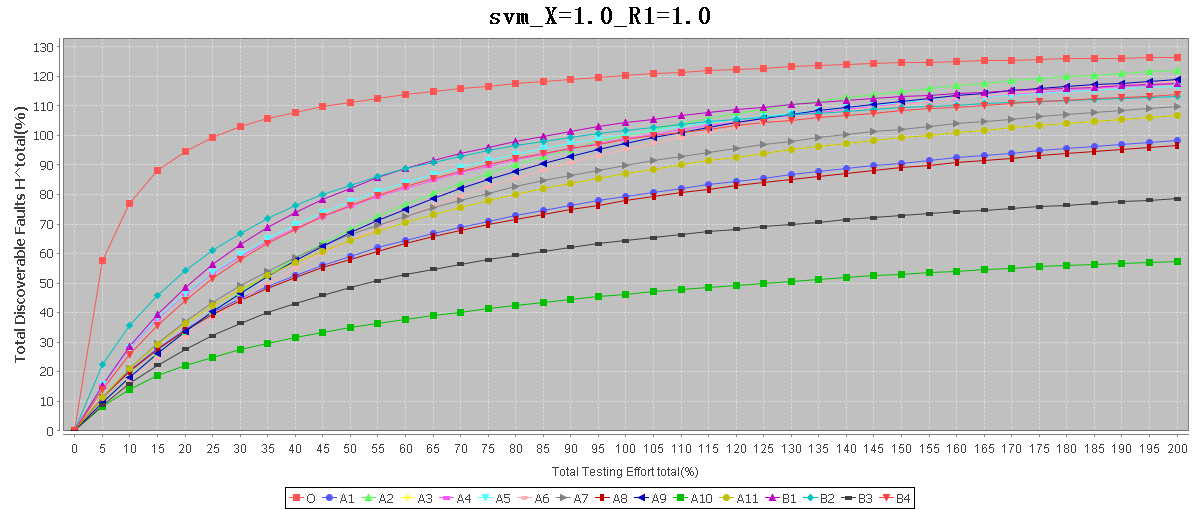 svm_X=1.0_R1=1.0
Total Discoverable Faults H^total(%)
130
120
110
100
90
80
70
60
50
40
30
20
10
0
0 5 10 15 20 25 30 35 40 45 50 55 60 65 70 75 80 85 90 95 100 105 110 115 120 125 130 135 140 145 150 155 160 165 170 175 180 185 190 195 200
Total Testing Effort total(%)
O A1 A2 A3 A4 A5 A6 A7 A8 A9 A10 A11 B1 B2 B3 B4